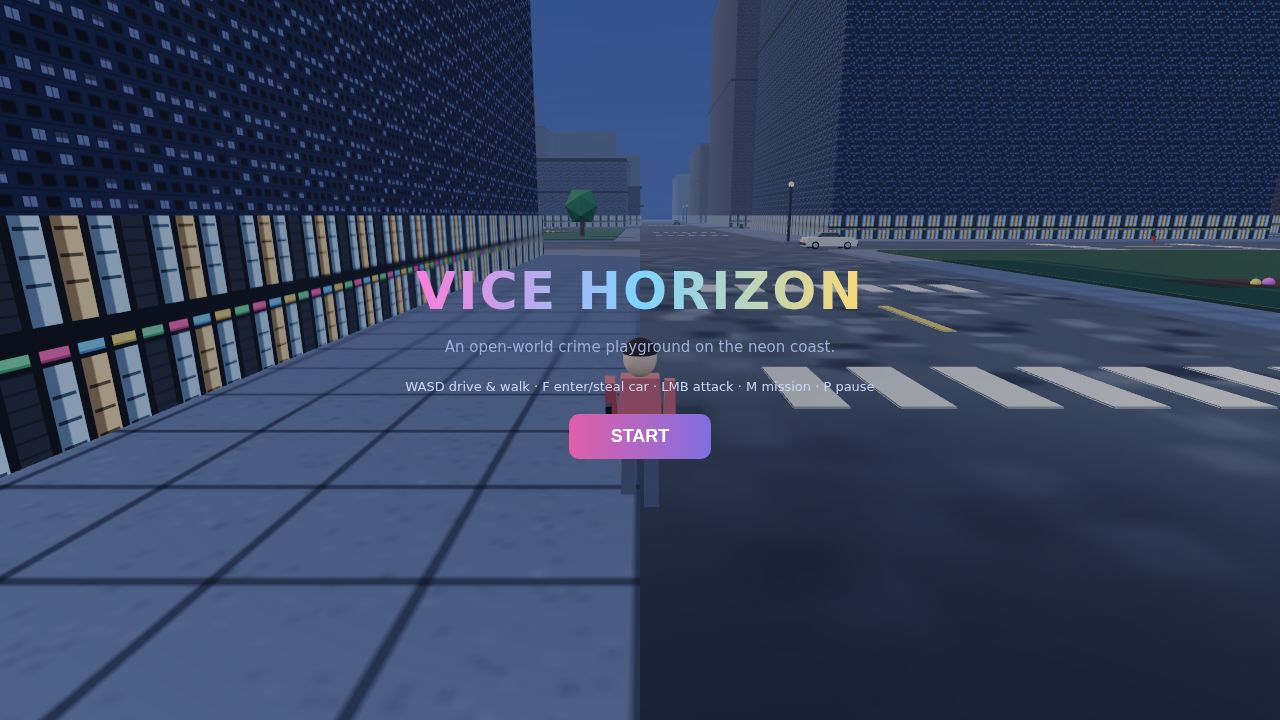 VICE HORIZON
An open-world crime playground on the neon coast.
WASD drive & walk · F enter/steal car · LMB attack · M mission · P pause
START